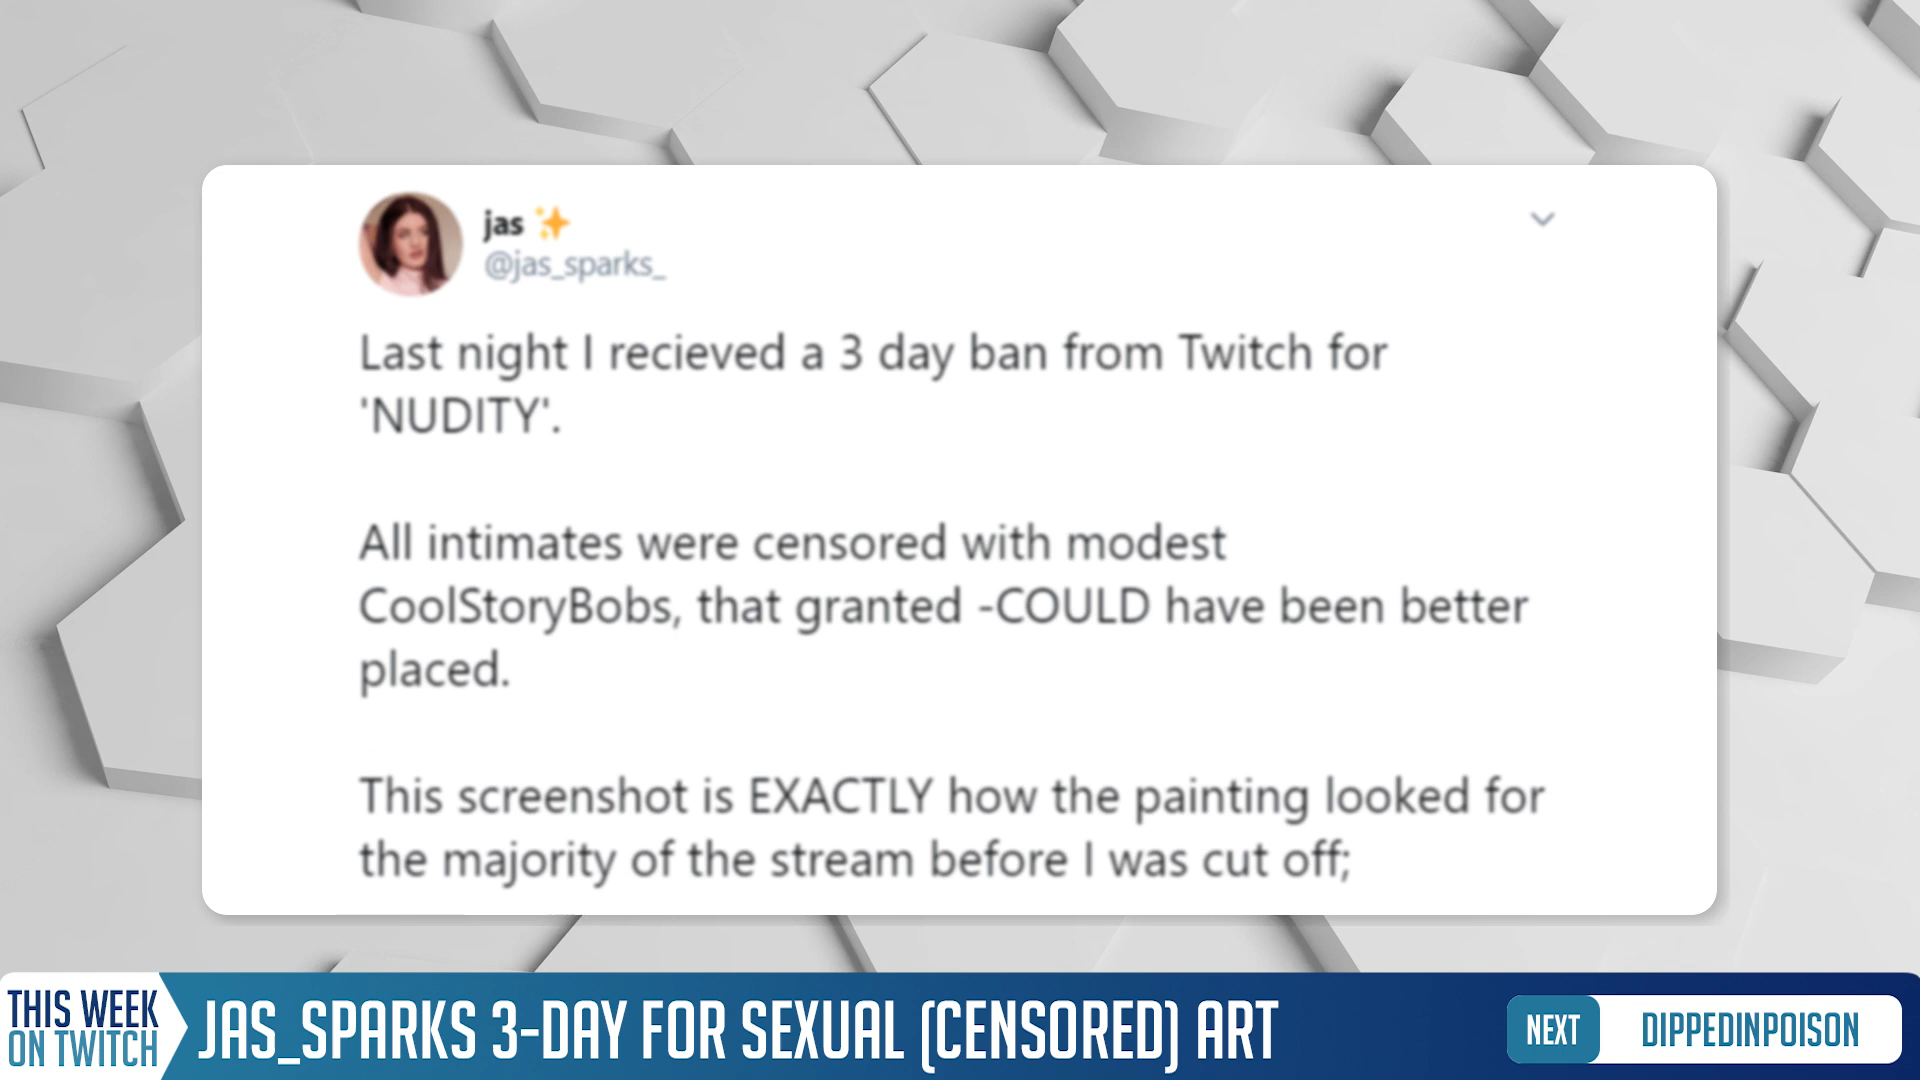 jas ✨
@jas_sparks_
Last night I recieved a 3 day ban from Twitch for
'NUDITY'.
All intimates were censored with modest
CoolStoryBobs, that granted -COULD have been better
placed.
This screenshot is EXACTLY how the painting looked for
the majority of the stream before I was cut off;
THIS WEEK
ON TWITCH
JAS_SPARKS 3-DAY FOR SEXUAL (CENSORED) ART
NEXT
DIPPEDINPOISON